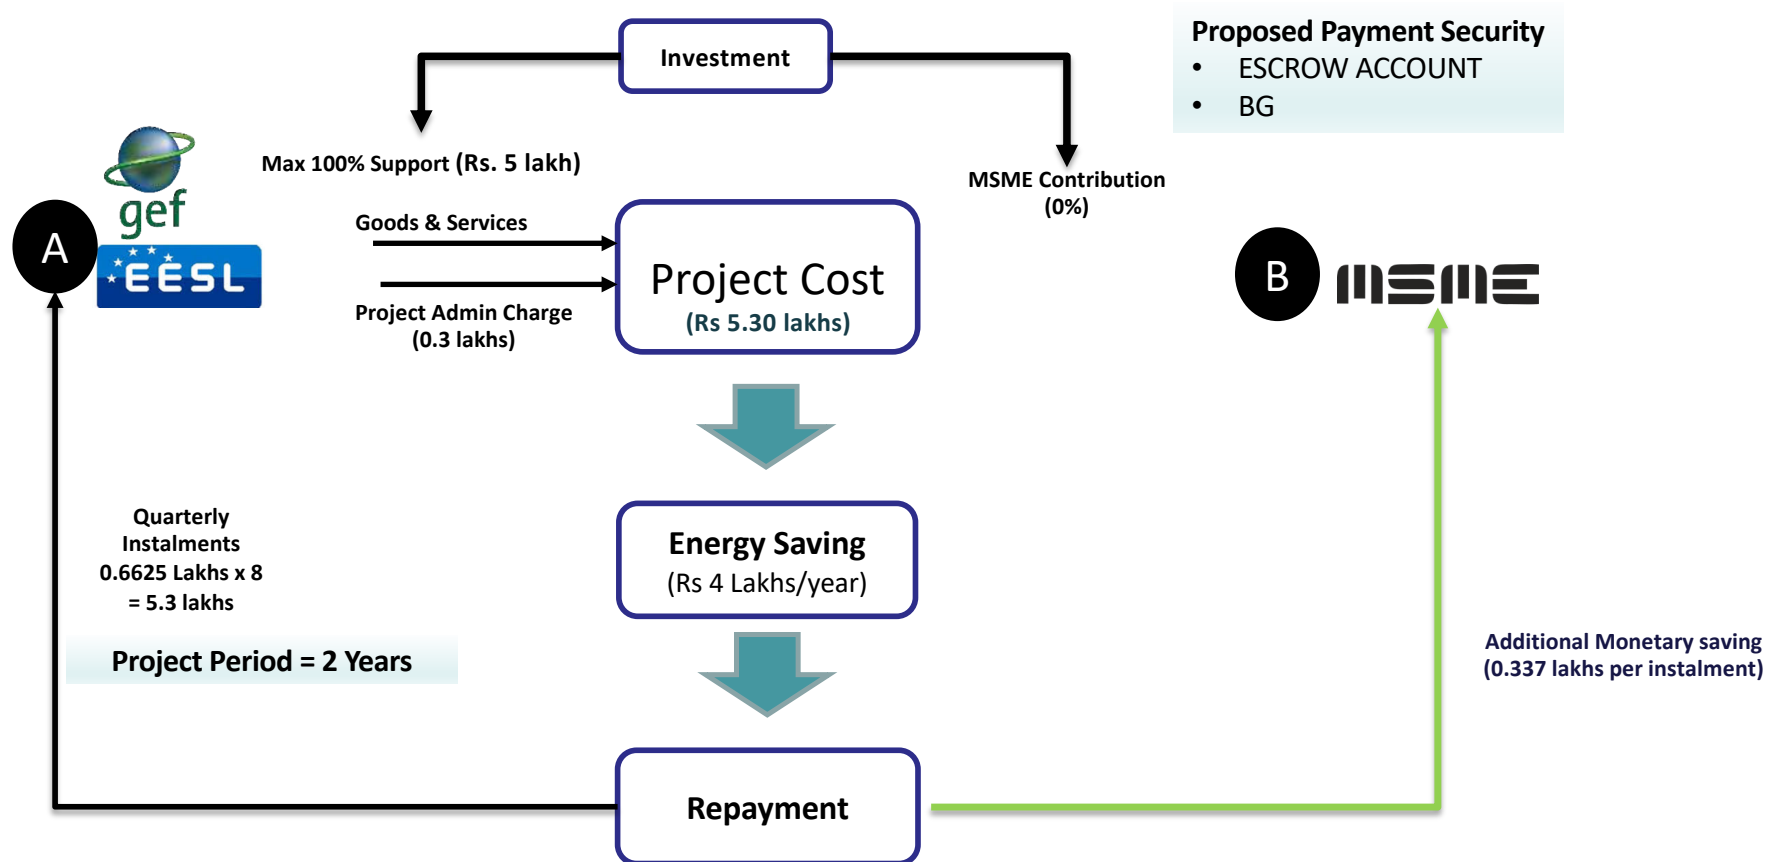 Investment
Proposed Payment Security
• ESCROW ACCOUNT
• BG
Max 100% Support (Rs. 5 lakh)
MSME Contribution
(0%)
gef
A
EESL
Goods & Services
Project Admin Charge
(0.3 lakhs)
Project Cost
(Rs 5.30 lakhs)
B
MSME
Quarterly
Instalments
0.6625 Lakhs x 8
= 5.3 lakhs
Energy Saving
(Rs 4 Lakhs/year)
Project Period = 2 Years
Additional Monetary saving
(0.337 lakhs per instalment)
Repayment